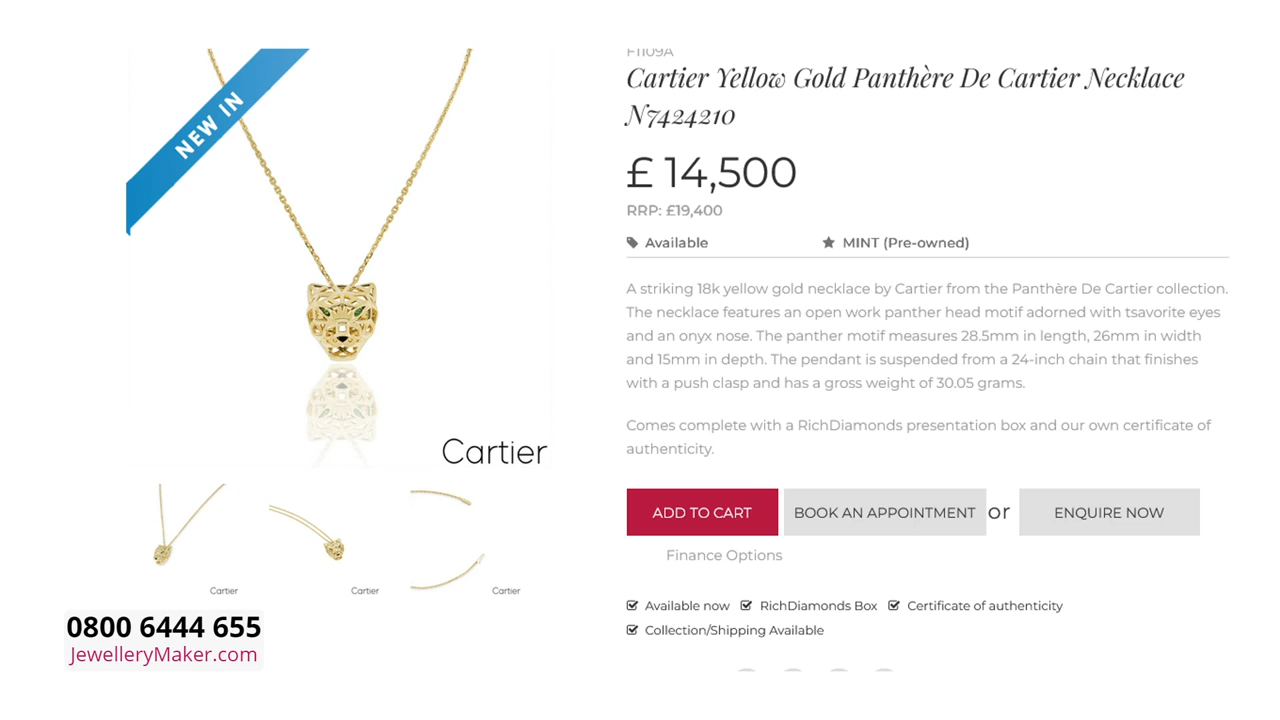 NEW IN
Cartier
Cartier
Cartier
Cartier
0800 6444 655
JewelleryMaker.com
F1109A
Cartier Yellow Gold Panthère De Cartier Necklace
N7424210
£ 14,500
RRP: £19,400
Available
MINT (Pre-owned)
A striking 18k yellow gold necklace by Cartier from the Panthère De Cartier collection.
The necklace features an open work panther head motif adorned with tsavorite eyes
and an onyx nose. The panther motif measures 28.5mm in length, 26mm in width
and 15mm in depth. The pendant is suspended from a 24-inch chain that finishes
with a push clasp and has a gross weight of 30.05 grams.
Comes complete with a RichDiamonds presentation box and our own certificate of
authenticity.
ADD TO CART
BOOK AN APPOINTMENT
or
ENQUIRE NOW
Finance Options
Available now
RichDiamonds Box
Certificate of authenticity
Collection/Shipping Available